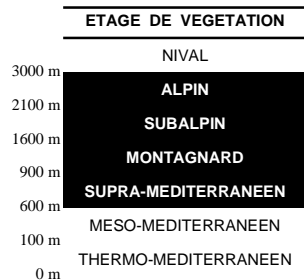 ETAGE DE VEGETATION
NIVAL
3000 m
ALPIN
2100 m
SUBALPIN
1600 m
MONTAGNARD
900 m
SUPRA-MEDITERRANEEN
600 m
MESO-MEDITERRANEEN
100 m
THERMO-MEDITERRANEEN
0 m